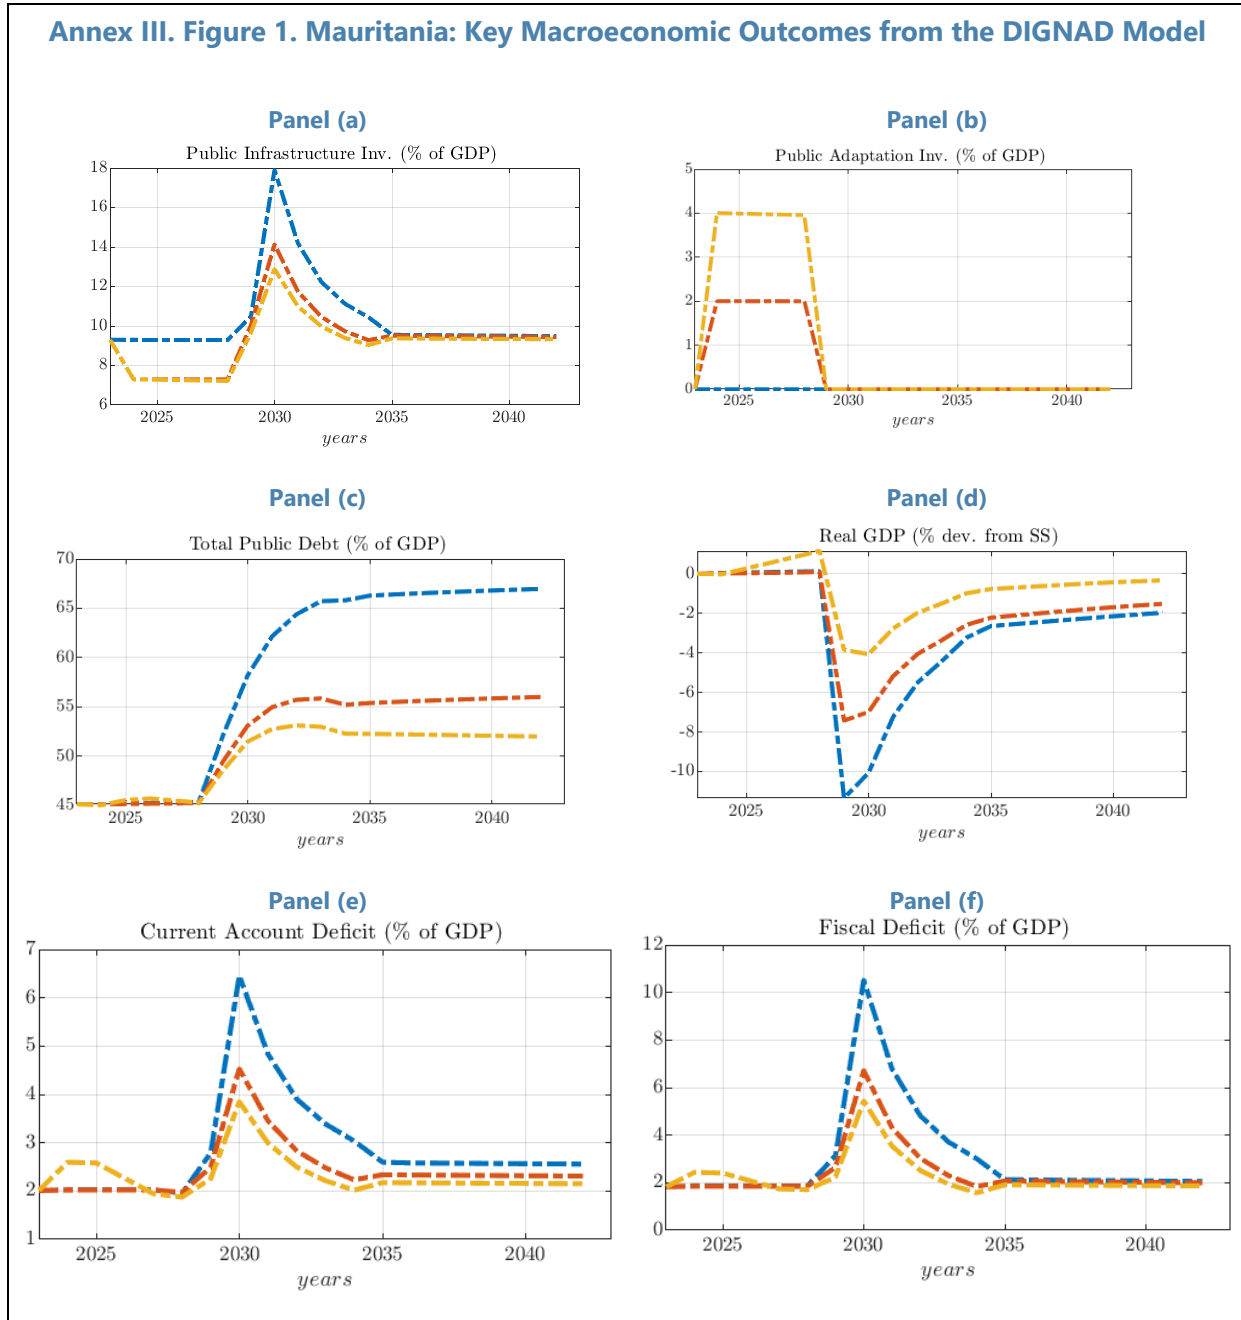 Annex III. Figure 1. Mauritania: Key Macroeconomic Outcomes from the DIGNAD Model
Panel (a)
Public Infrastructure Inv. (% of GDP)
18
16
14
12
10
8
6
2025 2030 2035 2040
years
Panel (b)
Public Adaptation Inv. (% of GDP)
5
4
3
2
1
0
2025 2030 2035 2040
years
Panel (c)
Total Public Debt (% of GDP)
70
65
60
55
50
45
2025 2030 2035 2040
years
Panel (d)
Real GDP (% dev. from SS)
0
-2
-4
-6
-8
-10
2025 2030 2035 2040
years
Panel (e)
Current Account Deficit (% of GDP)
7
6
5
4
3
2
1
2025 2030 2035 2040
years
Panel (f)
Fiscal Deficit (% of GDP)
12
10
8
6
4
2
0
2025 2030 2035 2040
years